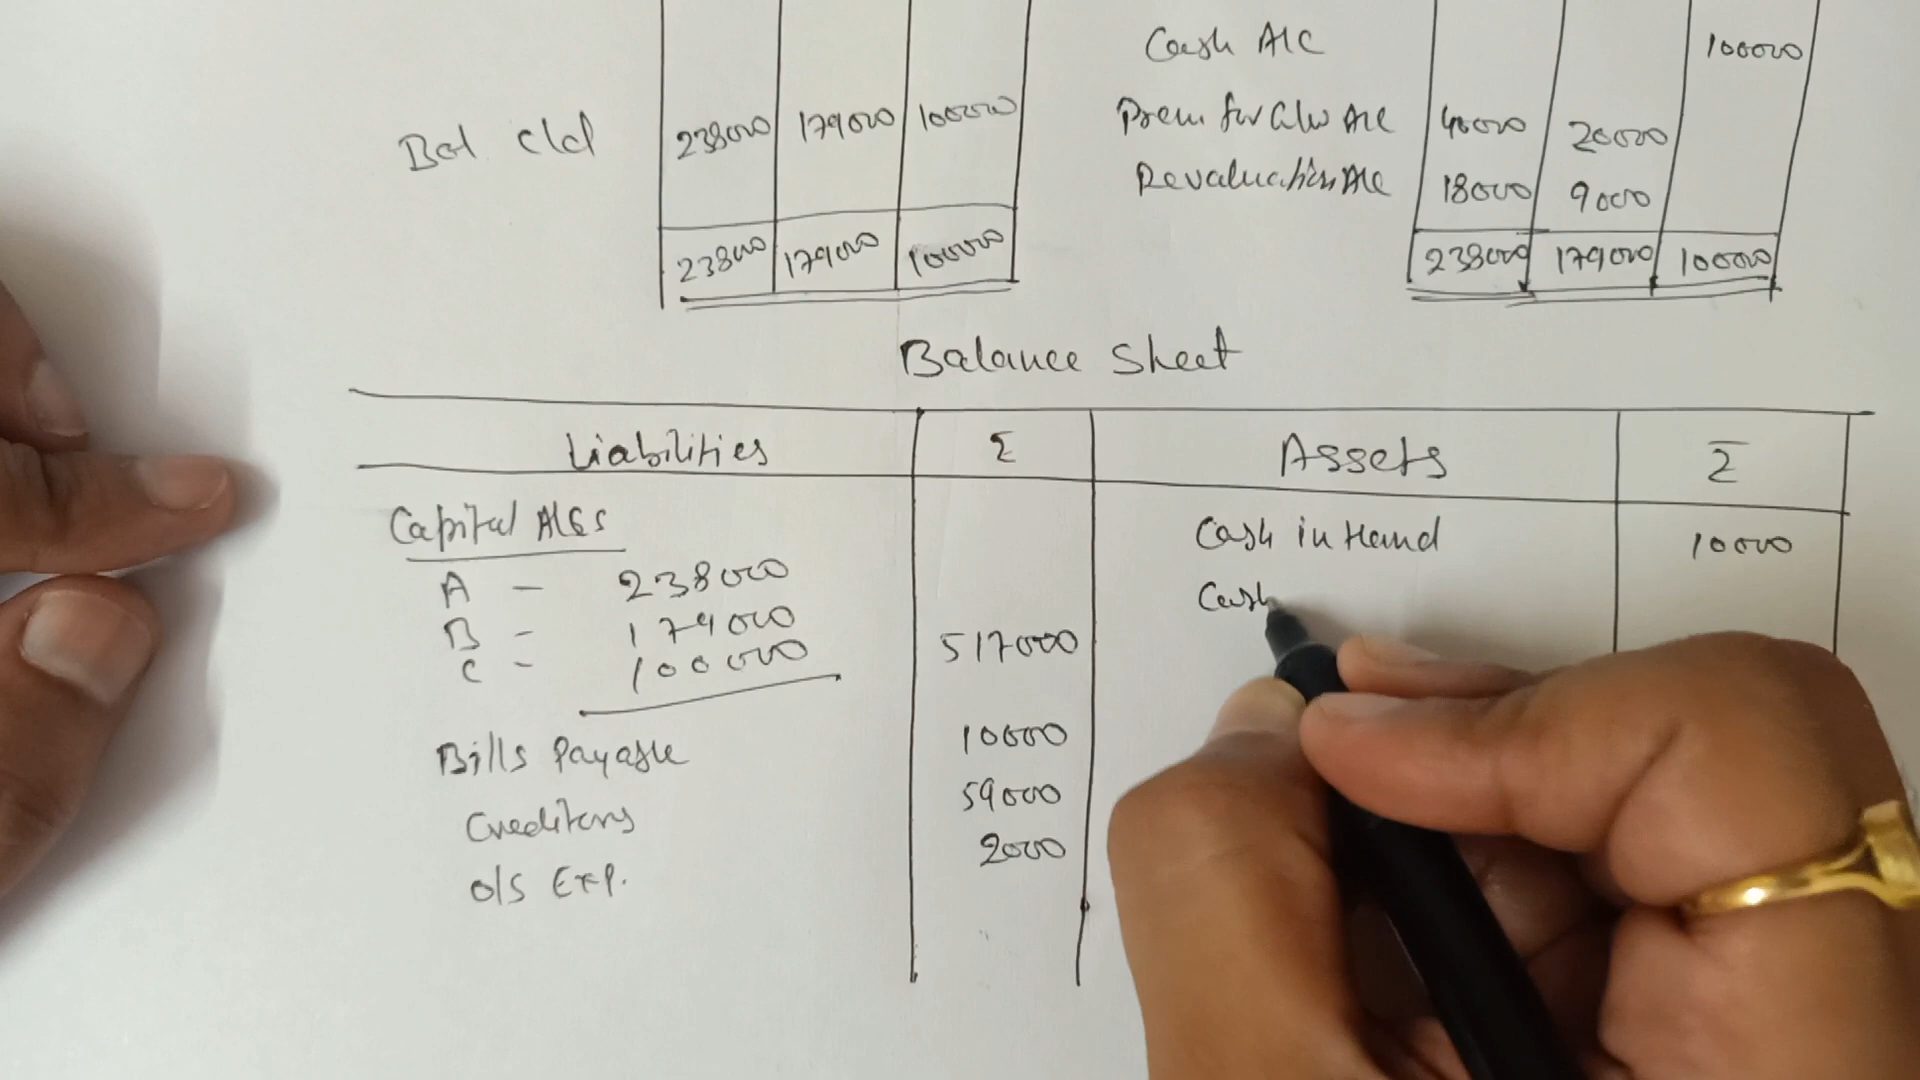 Cash A/C 100000
Bal c/d 238000 179000 100000
Prem for G/w A/c 40000 20000
Revaluation A/c 18000 9000
238000 179000 100000
238000 179000 100000
Balance Sheet
Liabilities Σ Assets Σ
Capital A/Cs
A - 238000
B - 179000
C - 100000
517000
Bills Payable 10000
Creditors 59000
O/S Exp. 2000
Cash in Hand 10000
Cash